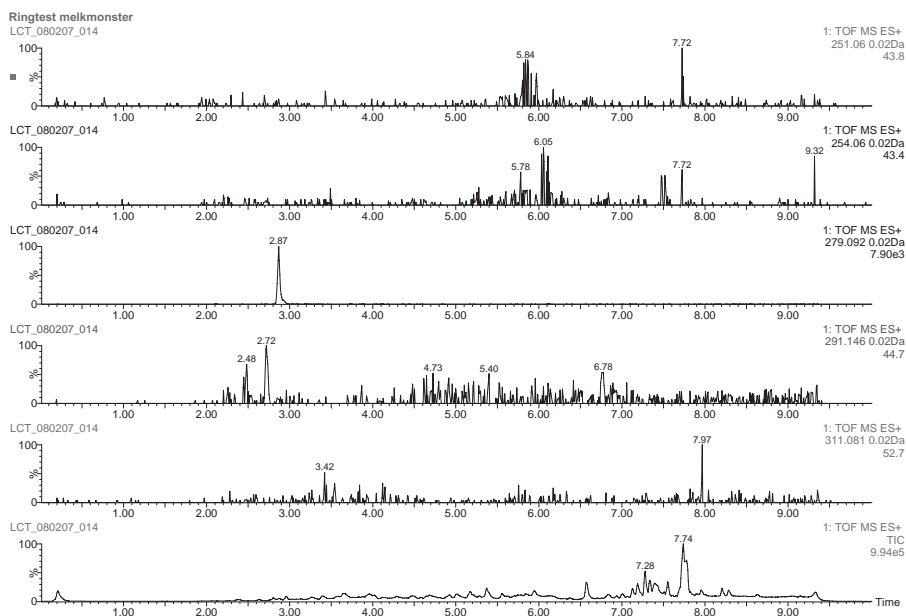 Ringtest melkmonster
LCT_080207_014
1: TOF MS ES+
251.06 0.02Da
43.8
100
%
0
5.84
7.72
1.00 2.00 3.00 4.00 5.00 6.00 7.00 8.00 9.00
LCT_080207_014
1: TOF MS ES+
254.06 0.02Da
43.4
100
%
0
5.78
6.05
7.72
9.32
1.00 2.00 3.00 4.00 5.00 6.00 7.00 8.00 9.00
LCT_080207_014
1: TOF MS ES+
279.092 0.02Da
7.90e3
100
%
0
2.87
1.00 2.00 3.00 4.00 5.00 6.00 7.00 8.00 9.00
LCT_080207_014
1: TOF MS ES+
291.146 0.02Da
44.7
100
%
0
2.48
2.72
4.73
5.40
6.78
1.00 2.00 3.00 4.00 5.00 6.00 7.00 8.00 9.00
LCT_080207_014
1: TOF MS ES+
311.081 0.02Da
52.7
100
%
0
3.42
7.97
1.00 2.00 3.00 4.00 5.00 6.00 7.00 8.00 9.00
LCT_080207_014
1: TOF MS ES+
TIC
9.94e5
100
%
0
7.28
7.74
1.00 2.00 3.00 4.00 5.00 6.00 7.00 8.00 9.00
Time